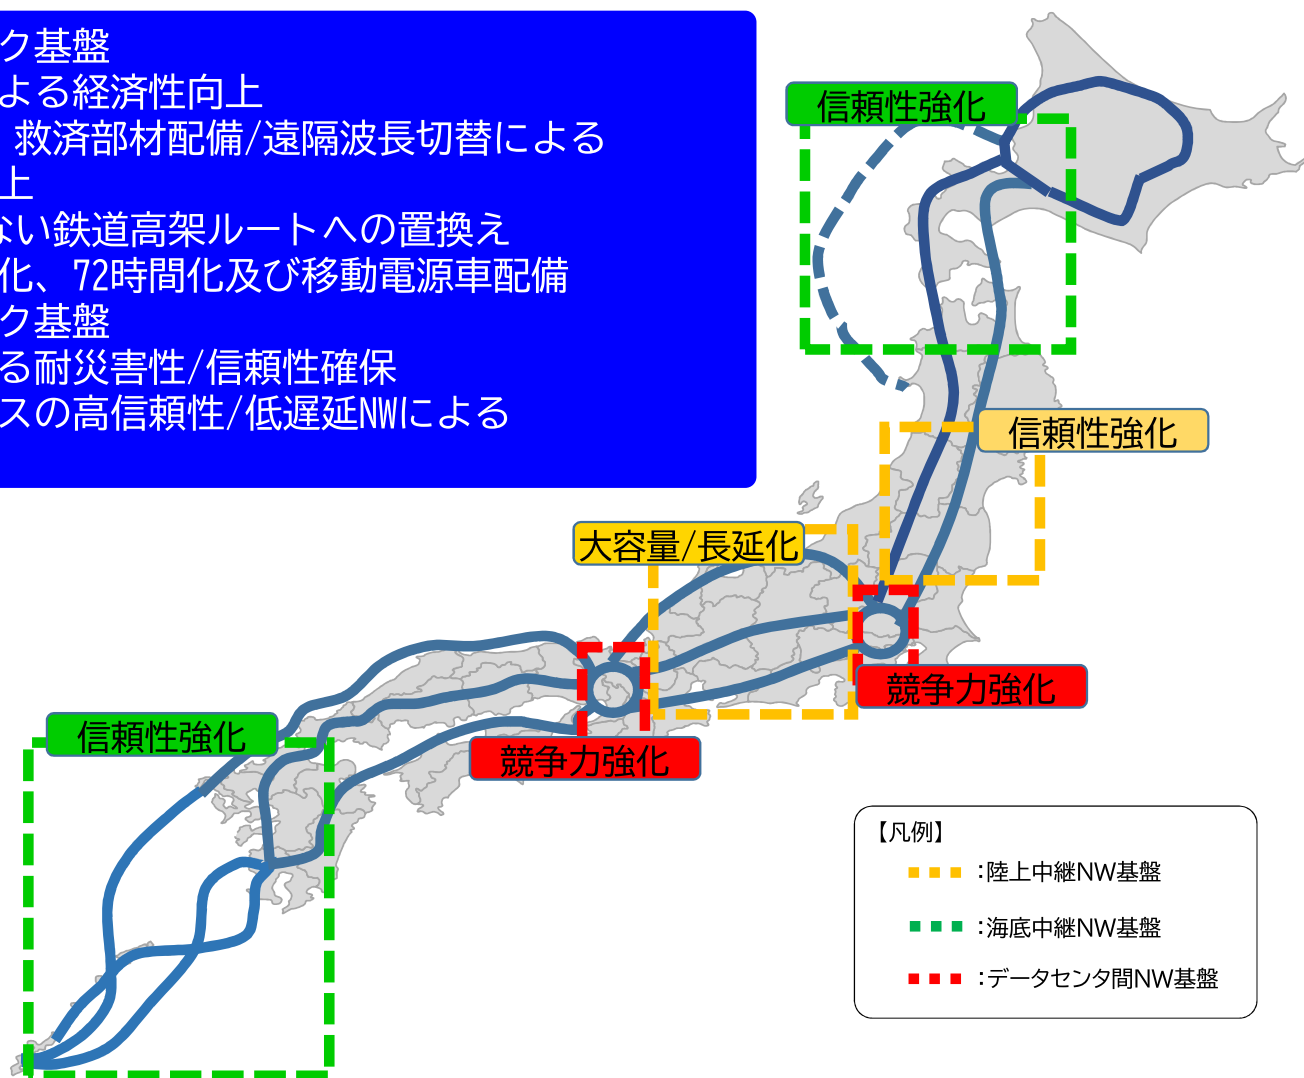 ク基盤
よる経済性向上
救済部材配備/遠隔波長切替による
上
ない鉄道高架ルートへの置換え
化、72時間化及び移動電源車配備
ク基盤
る耐災害性/信頼性確保
スの高信頼性/低遅延NWによる
信頼性強化
信頼性強化
大容量/長延化
競争力強化
信頼性強化
競争力強化
【凡例】
：陸上中継NW基盤
：海底中継NW基盤
：データセンタ間NW基盤